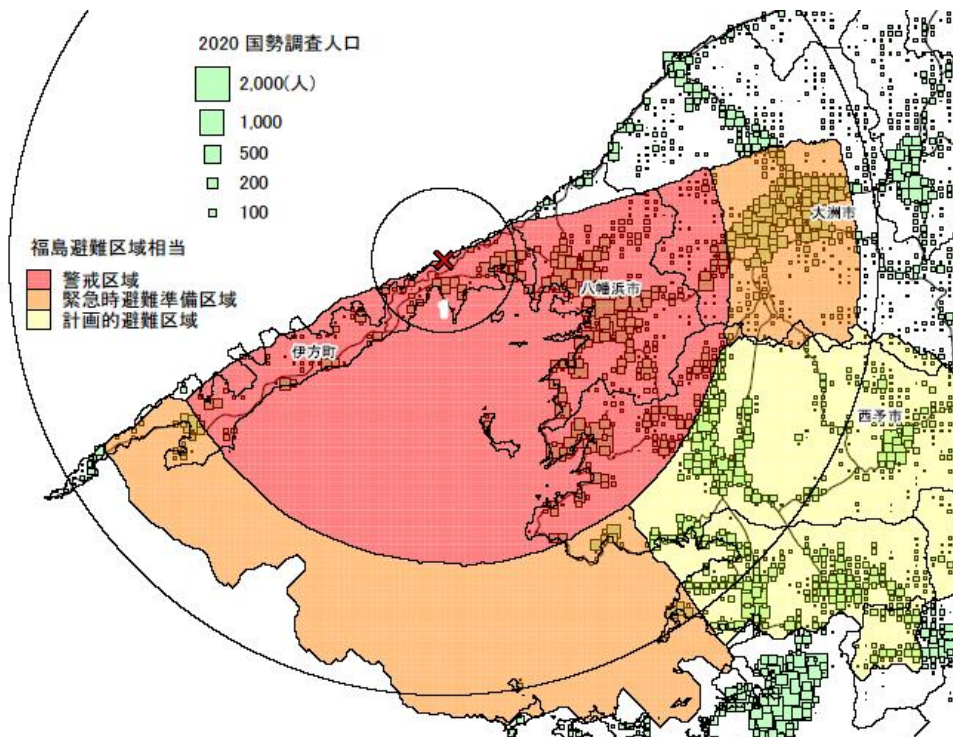 2020 国勢調査人口
2,000(人)
1,000
500
200
100
福島避難区域相当
警戒区域
緊急時避難準備区域
計画的避難区域
大洲市
八幡浜市
1
伊方町
西予市